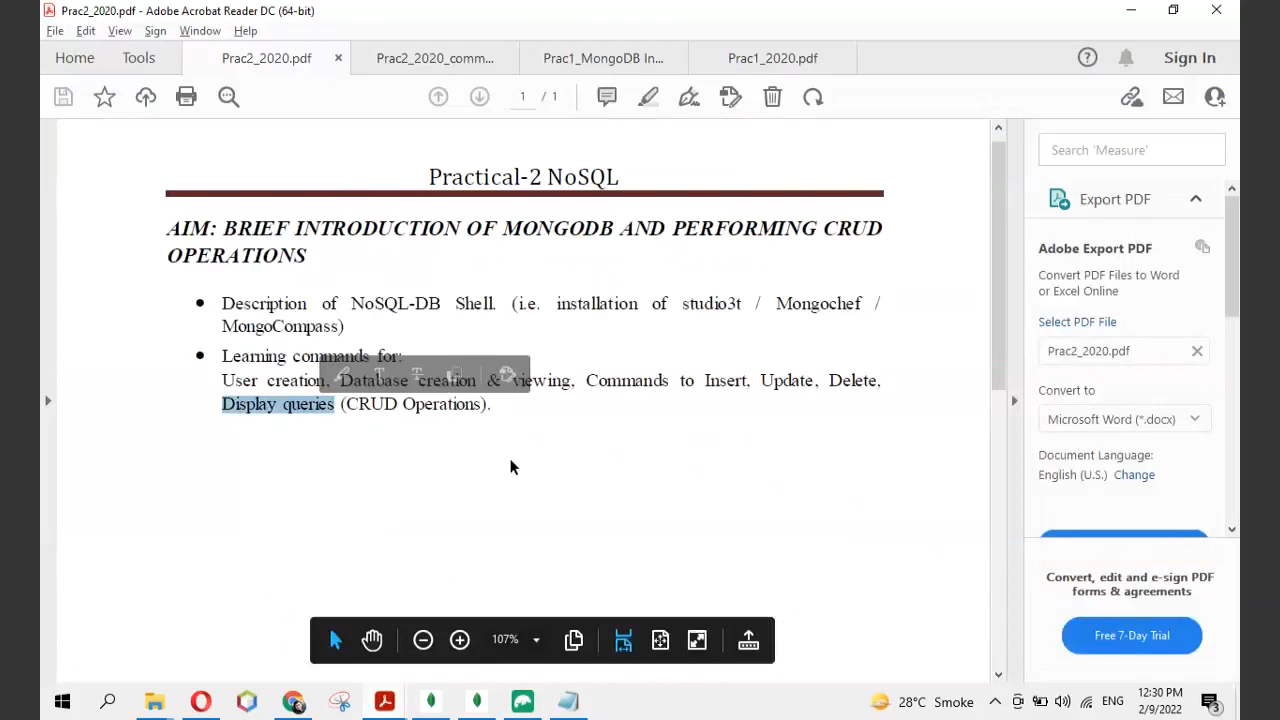 Prac2_2020.pdf - Adobe Acrobat Reader DC (64-bit)
File Edit View Sign Window Help
Home Tools Prac2_2020.pdf × Prac2_2020_comm... Prac1_MongoDB In... Prac1_2020.pdf Sign In
1 / 1
Practical-2 NoSQL
AIM: BRIEF INTRODUCTION OF MONGODB AND PERFORMING CRUD
OPERATIONS
• Description of NoSQL-DB Shell. (i.e. installation of studio3t / Mongochef /
MongoCompass)
• Learning commands for:
User creation, Database creation & viewing, Commands to Insert, Update, Delete,
Display queries (CRUD Operations).
107%
Search 'Measure'
Export PDF
Adobe Export PDF
Convert PDF Files to Word
or Excel Online
Select PDF File
Prac2_2020.pdf
Convert to
Microsoft Word (*.docx)
Document Language:
English (U.S.) Change
Convert, edit and e-sign PDF
forms & agreements
Free 7-Day Trial
28°C Smoke
ENG
12:30 PM
2/9/2022
3